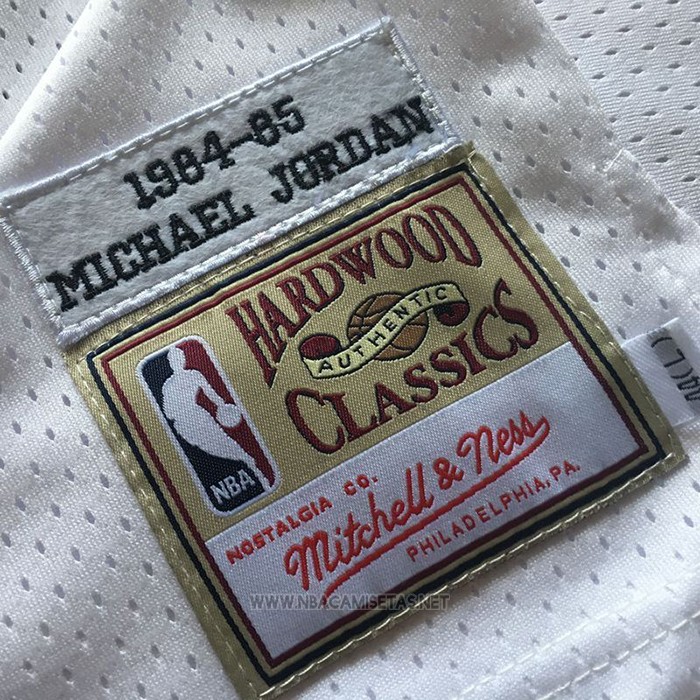 1984-85
MICHAEL JORDAN
HARDWOOD
AUTHENTIC
CLASSICS
NBA
NOSTALGIA CO.
Mitchell & Ness
PHILADELPHIA, PA.
WWW.NBACAMISETAS.NET